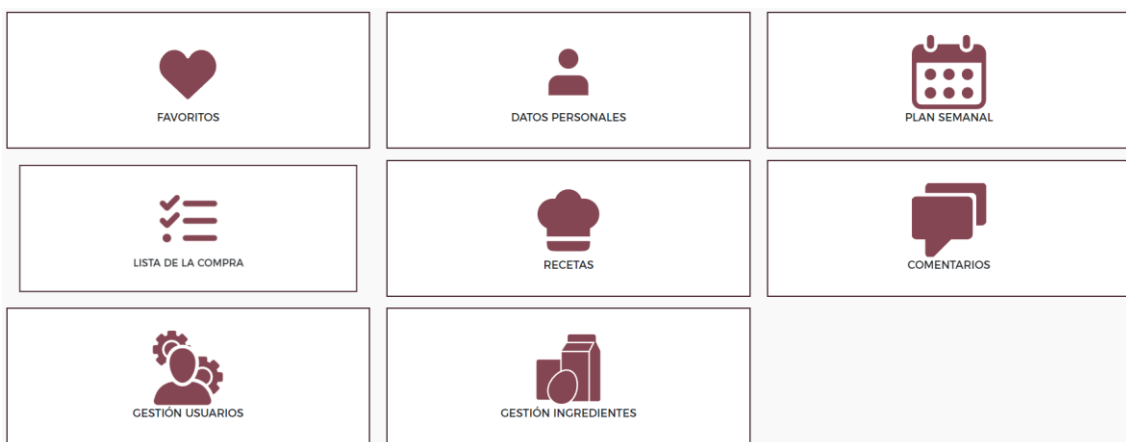 FAVORITOS
DATOS PERSONALES
PLAN SEMANAL
LISTA DE LA COMPRA
RECETAS
COMENTARIOS
GESTIÓN USUARIOS
GESTIÓN INGREDIENTES